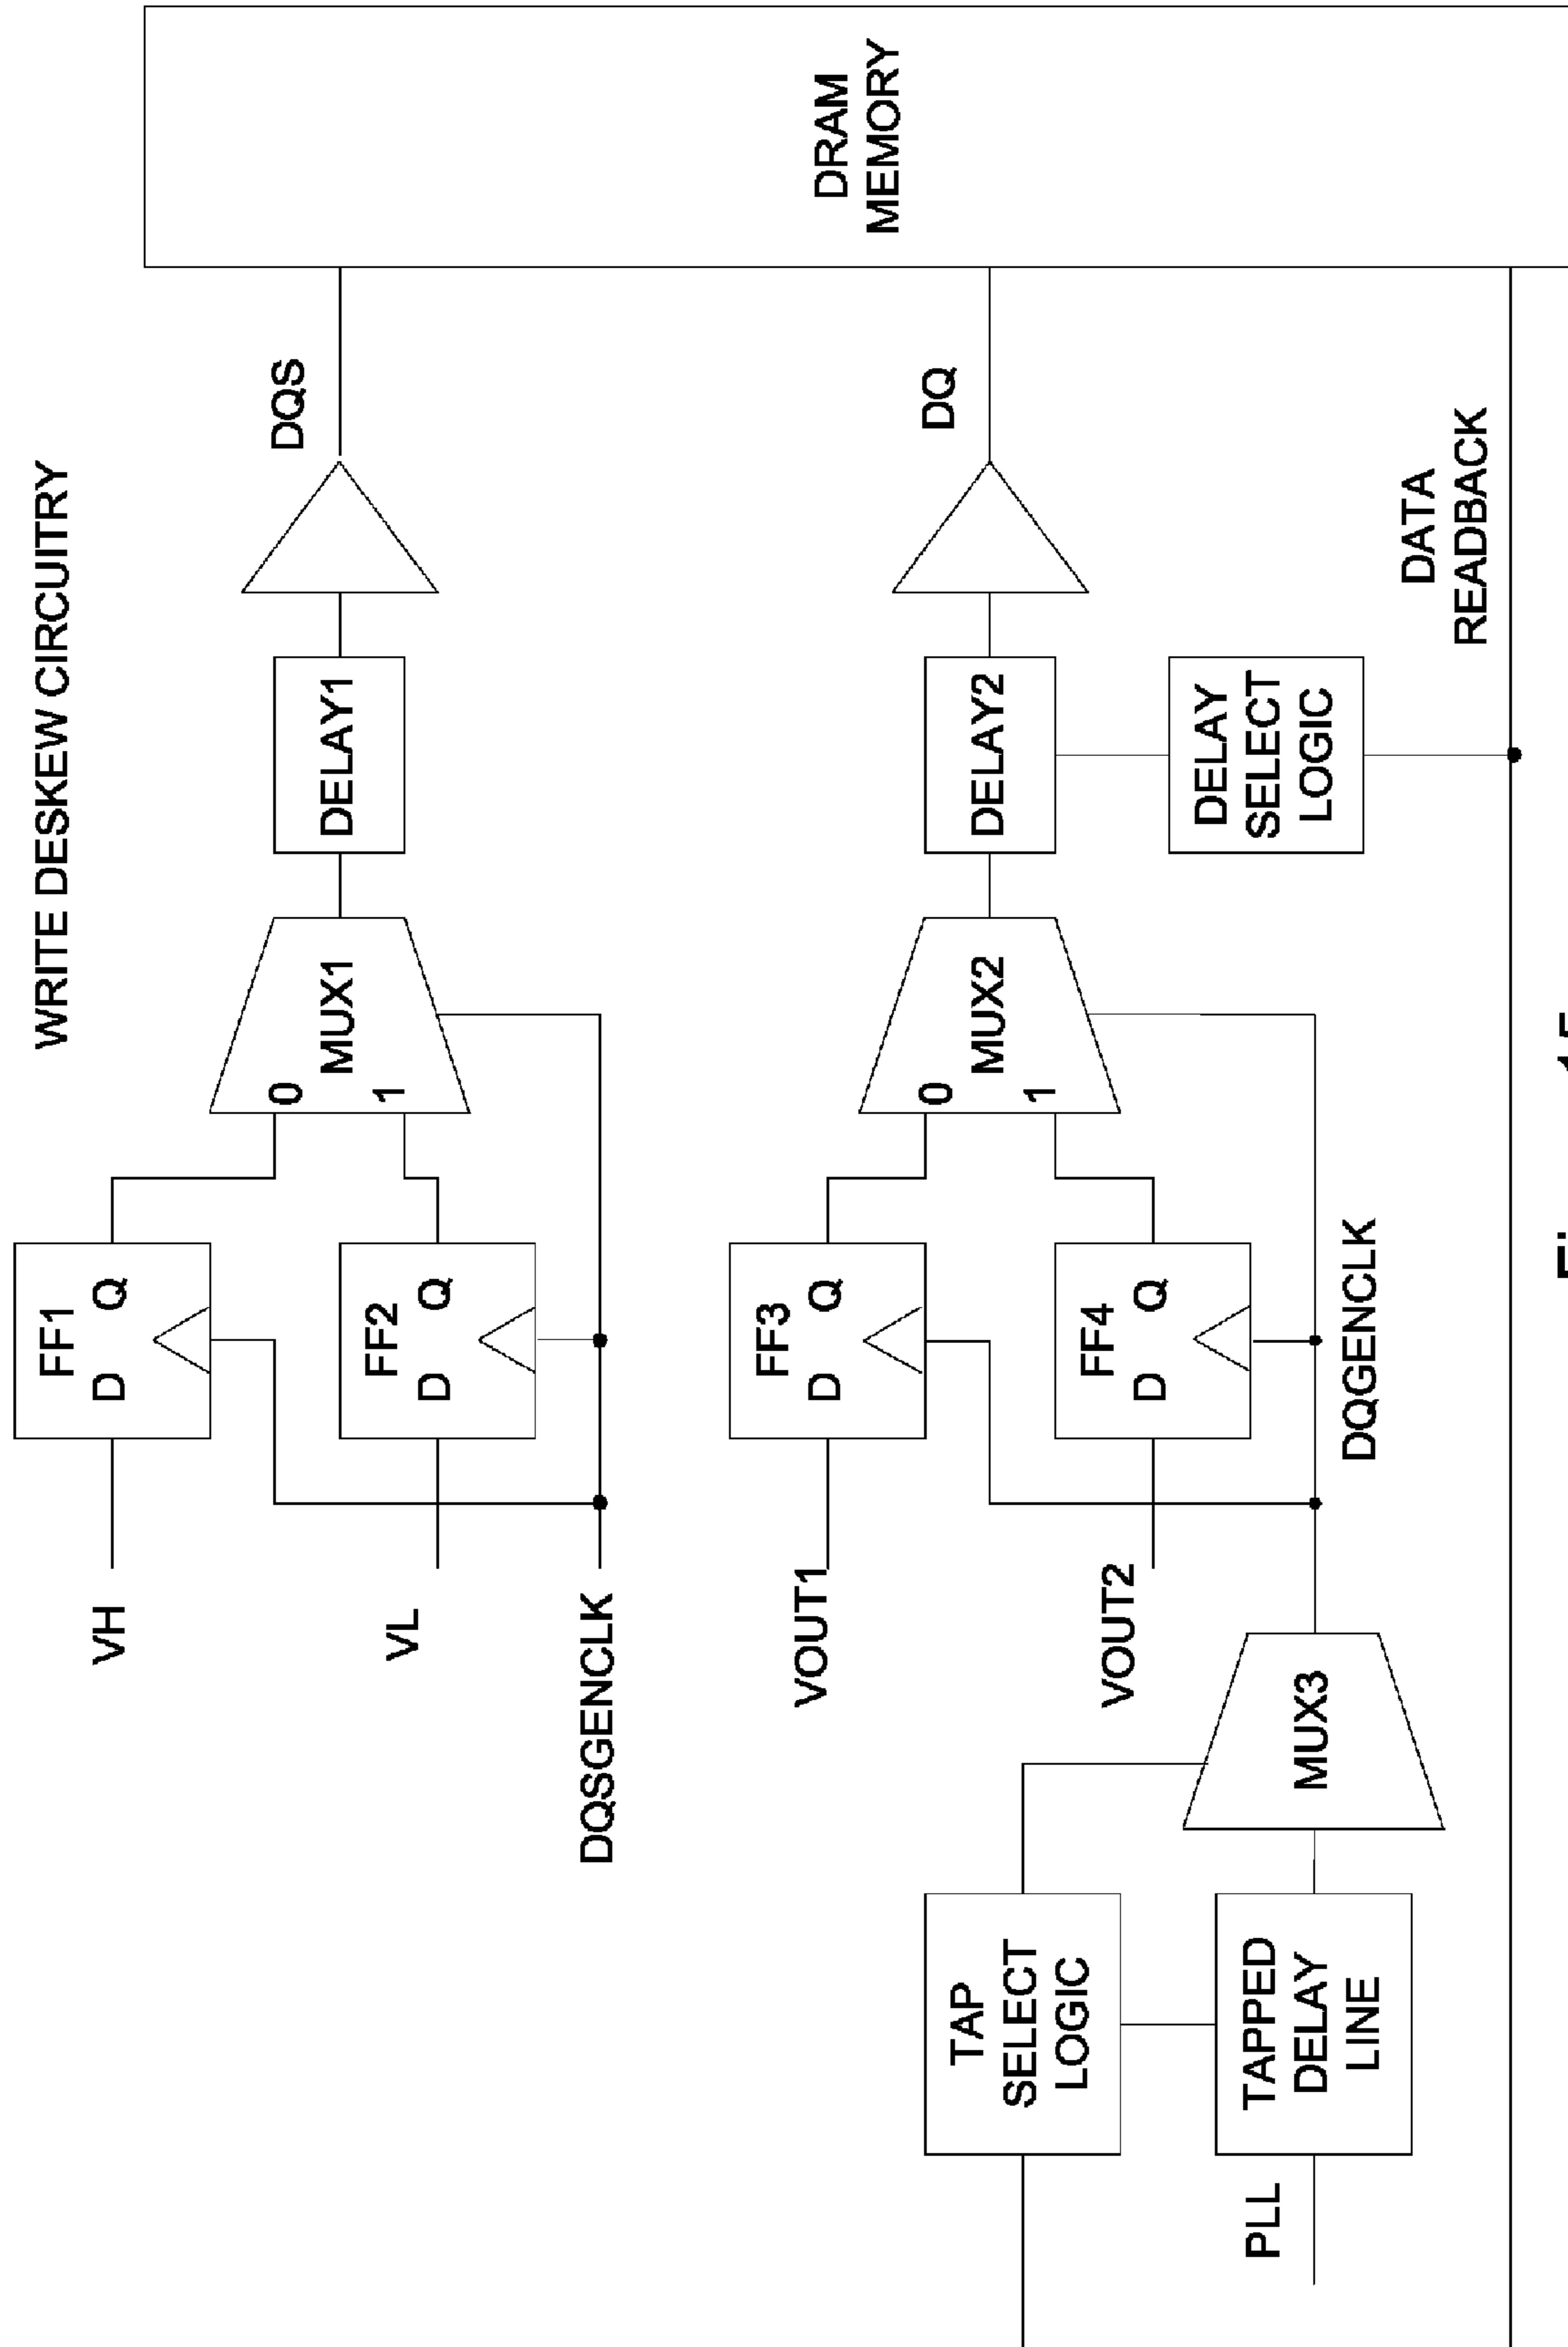 WRITE DESKEW CIRCUITRY
FF1
D Q
VH
0
MUX1
1
DELAY1
DQS
FF2
D Q
VL
DQSGENCLK
DRAM
MEMORY
VOUT1
FF3
D Q
0
MUX2
1
DELAY2
DQ
VOUT2
FF4
D Q
TAP
SELECT
LOGIC
DELAY
SELECT
LOGIC
PLL
TAPPED
DELAY
LINE
MUX3
DQGENCLK
DATA
READBACK